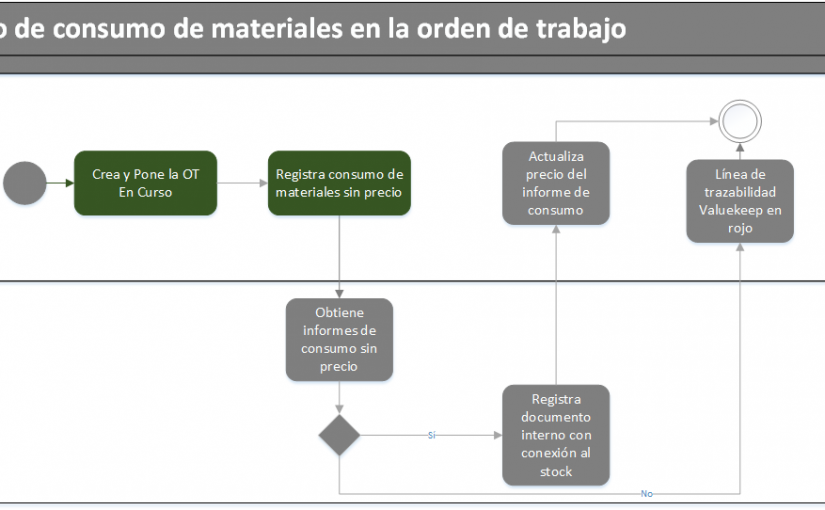 o de consumo de materiales en la orden de trabajo
Crea y Pone la OT
En Curso
Registra consumo de
materiales sin precio
Actualiza
precio del
informe de
consumo
Línea de
trazabilidad
Valuekeep en
rojo
Obtiene
informes de
consumo sin
precio
Sí
Registra
documento
interno con
conexión al
stock
No